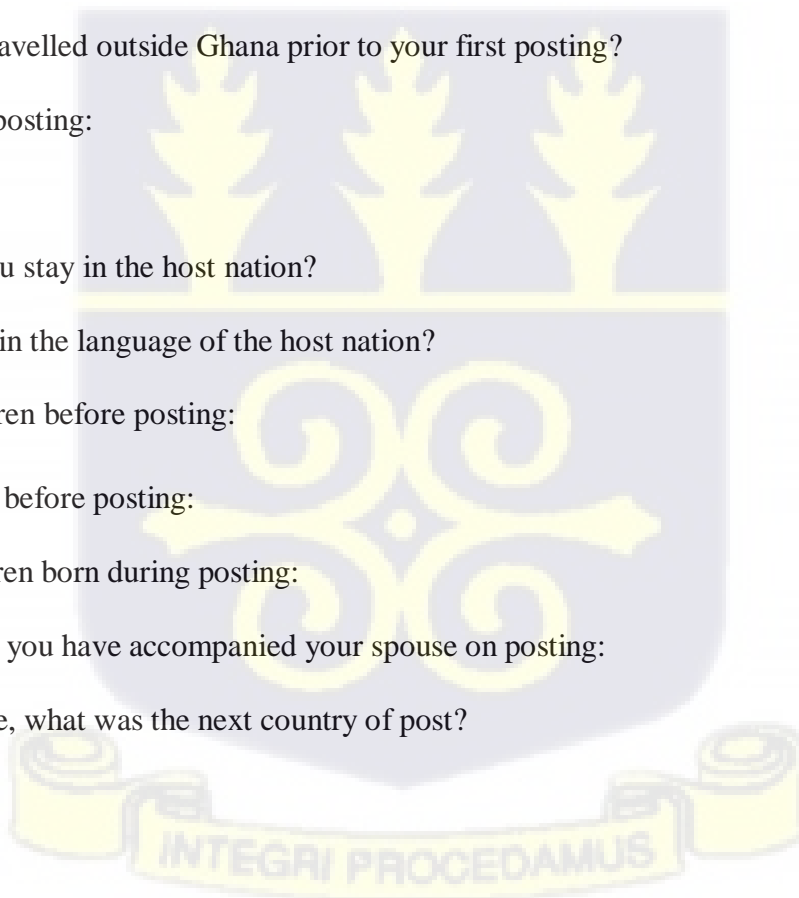 avelled outside Ghana prior to your first posting?
posting:
u stay in the host nation?
in the language of the host nation?
ren before posting:
before posting:
ren born during posting:
you have accompanied your spouse on posting:
e, what was the next country of post?
INTEGRI PROCEDAMUS